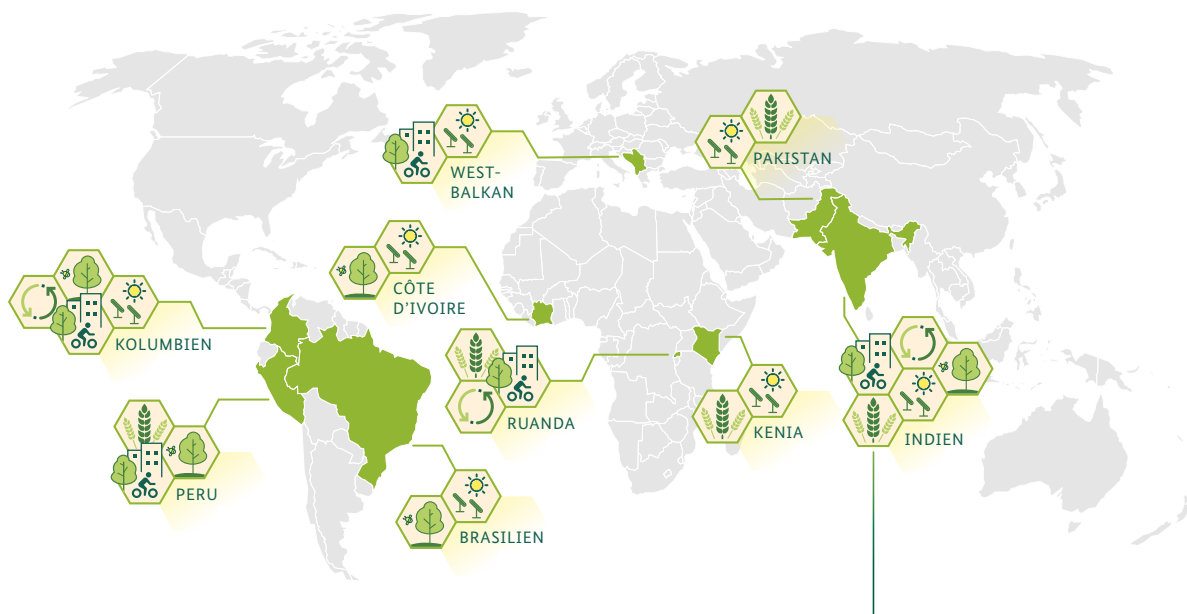 PAKISTAN
WEST-
BALKAN
CÔTE
D’IVOIRE
KOLUMBIEN
RUANDA
KENIA
INDIEN
PERU
BRASILIEN